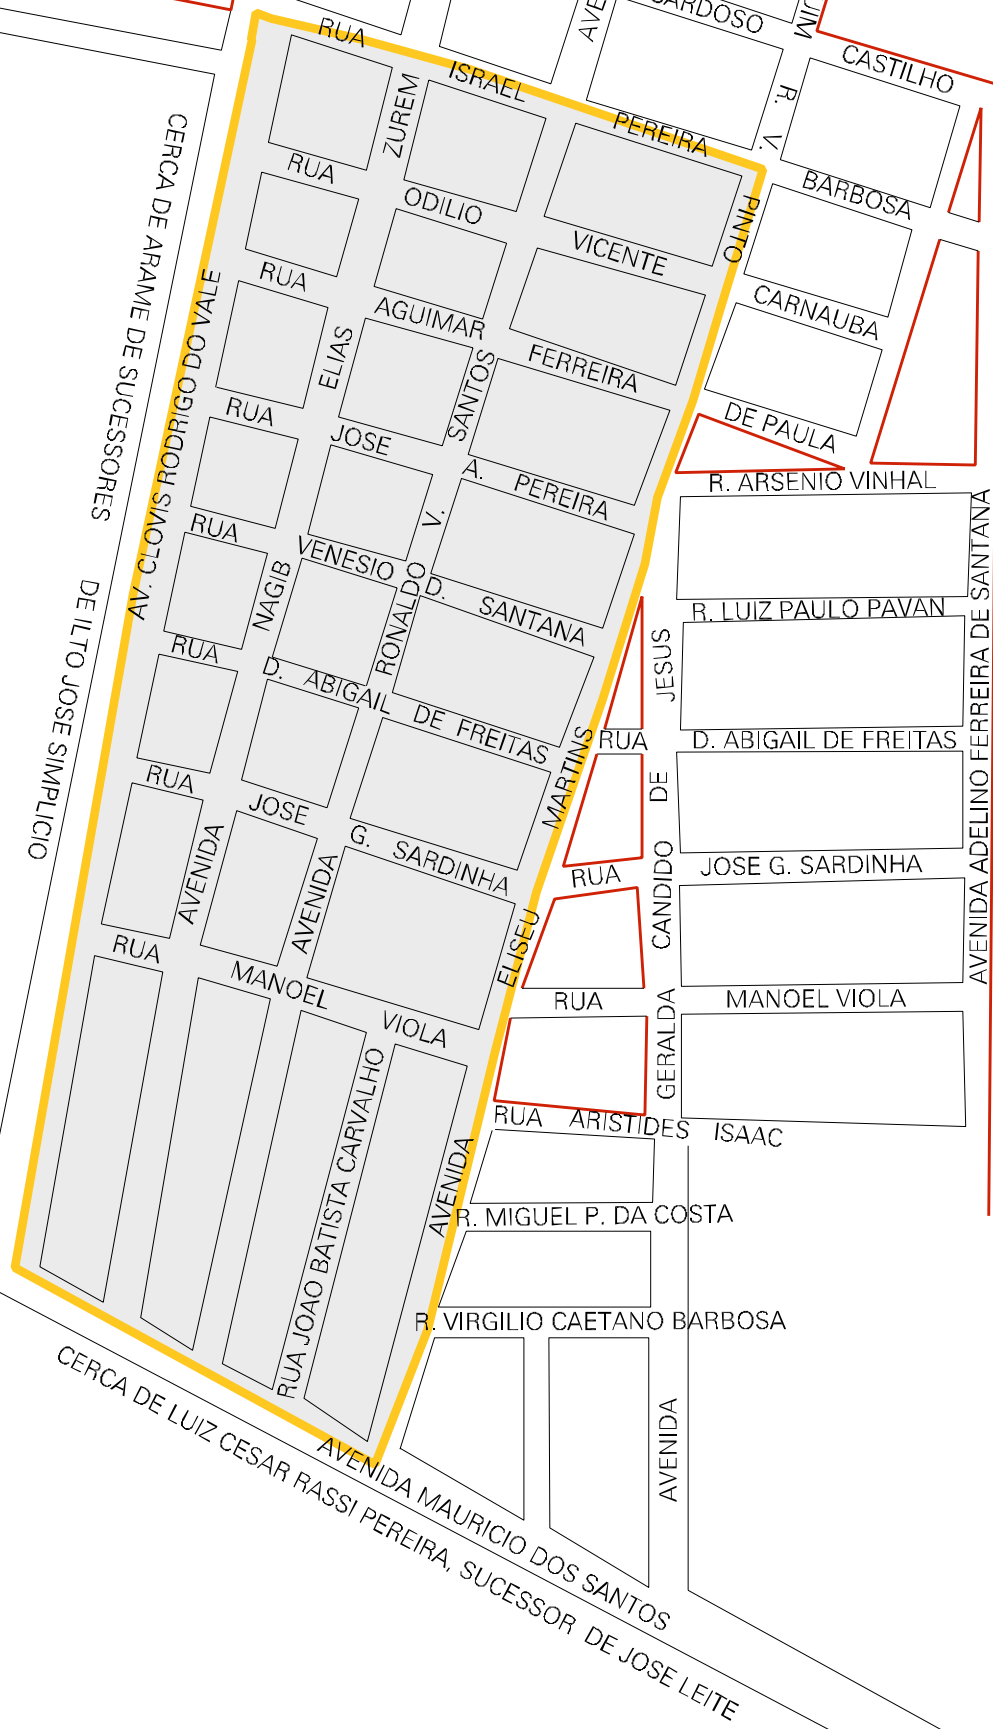 CARDOSO
AVE
JIM
CASTILHO
RUA ISRAEL PEREIRA
R. V. BARBOSA
RUA ODILIO VICENTE
CARNAUBA
RUA AGUIMAR FERREIRA
DE PAULA
RUA JOSE A. PEREIRA
R. ARSENIO VINHAL
RUA VENESIO D. SANTANA
R. LUIZ PAULO PAVAN
RUA D. ABIGAIL DE FREITAS
RUA D. ABIGAIL DE FREITAS
RUA JOSE G. SARDINHA
RUA JOSE G. SARDINHA
RUA MANOEL VIOLA
RUA MANOEL VIOLA
RUA ARISTIDES ISAAC
R. MIGUEL P. DA COSTA
R. VIRGILIO CAETANO BARBOSA
CERCA DE ARAME DE SUCESSORES DE ILTO JOSE SIMPLICIO
AV. CLOVIS RODRIGO DO VALE
AVENIDA NAGIB ELIAS ZUREM
AVENIDA RONALDO V. SANTOS
RUA JOAO BATISTA CARVALHO
AVENIDA ELISEU MARTINS PINTO
AVENIDA GERALDA CANDIDO DE JESUS
AVENIDA ADELINO FERREIRA DE SANTANA
AVENIDA MAURICIO DOS SANTOS
CERCA DE LUIZ CESAR RASSI PEREIRA, SUCESSOR DE JOSE LEITE